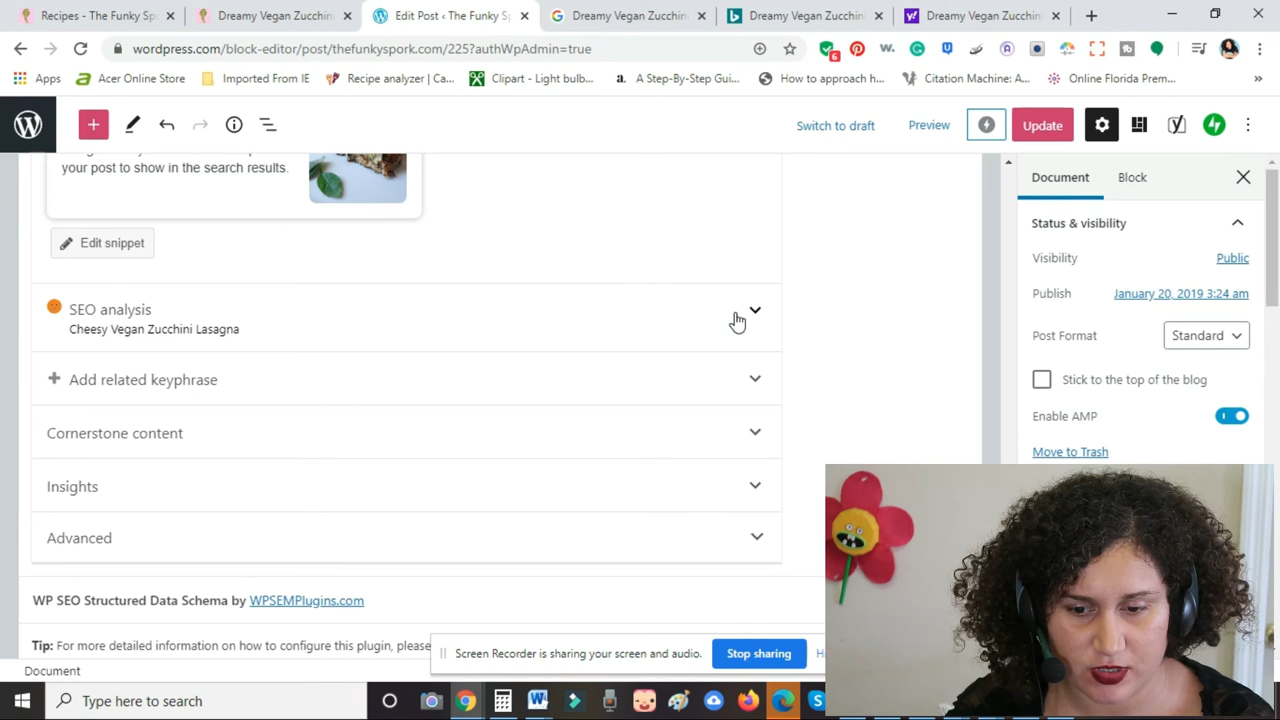 Recipes - The Funky Sp
Dreamy Vegan Zucchini
Edit Post ‹ The Funky S
Dreamy Vegan Zucchini
Dreamy Vegan Zucchini
Dreamy Vegan Zucchin
wordpress.com/block-editor/post/thefunkyspork.com/225?authWpAdmin=true
6
Apps
Acer Online Store
Imported From IE
Recipe analyzer | Ca...
Clipart - Light bulb...
A Step-By-Step Gui...
How to approach h...
Citation Machine: A...
Online Florida Prem...
Switch to draft
Preview
Update
your post to show in the search results.
Edit snippet
SEO analysis
Cheesy Vegan Zucchini Lasagna
Add related keyphrase
Cornerstone content
Insights
Advanced
WP SEO Structured Data Schema by WPSEMPlugins.com
Tip: For more detailed information on how to configure this plugin, please
Document
Document
Block
Status & visibility
Visibility
Public
Publish
January 20, 2019 3:24 am
Post Format
Standard
Stick to the top of the blog
Enable AMP
Move to Trash
Screen Recorder is sharing your screen and audio.
Stop sharing
Type here to search